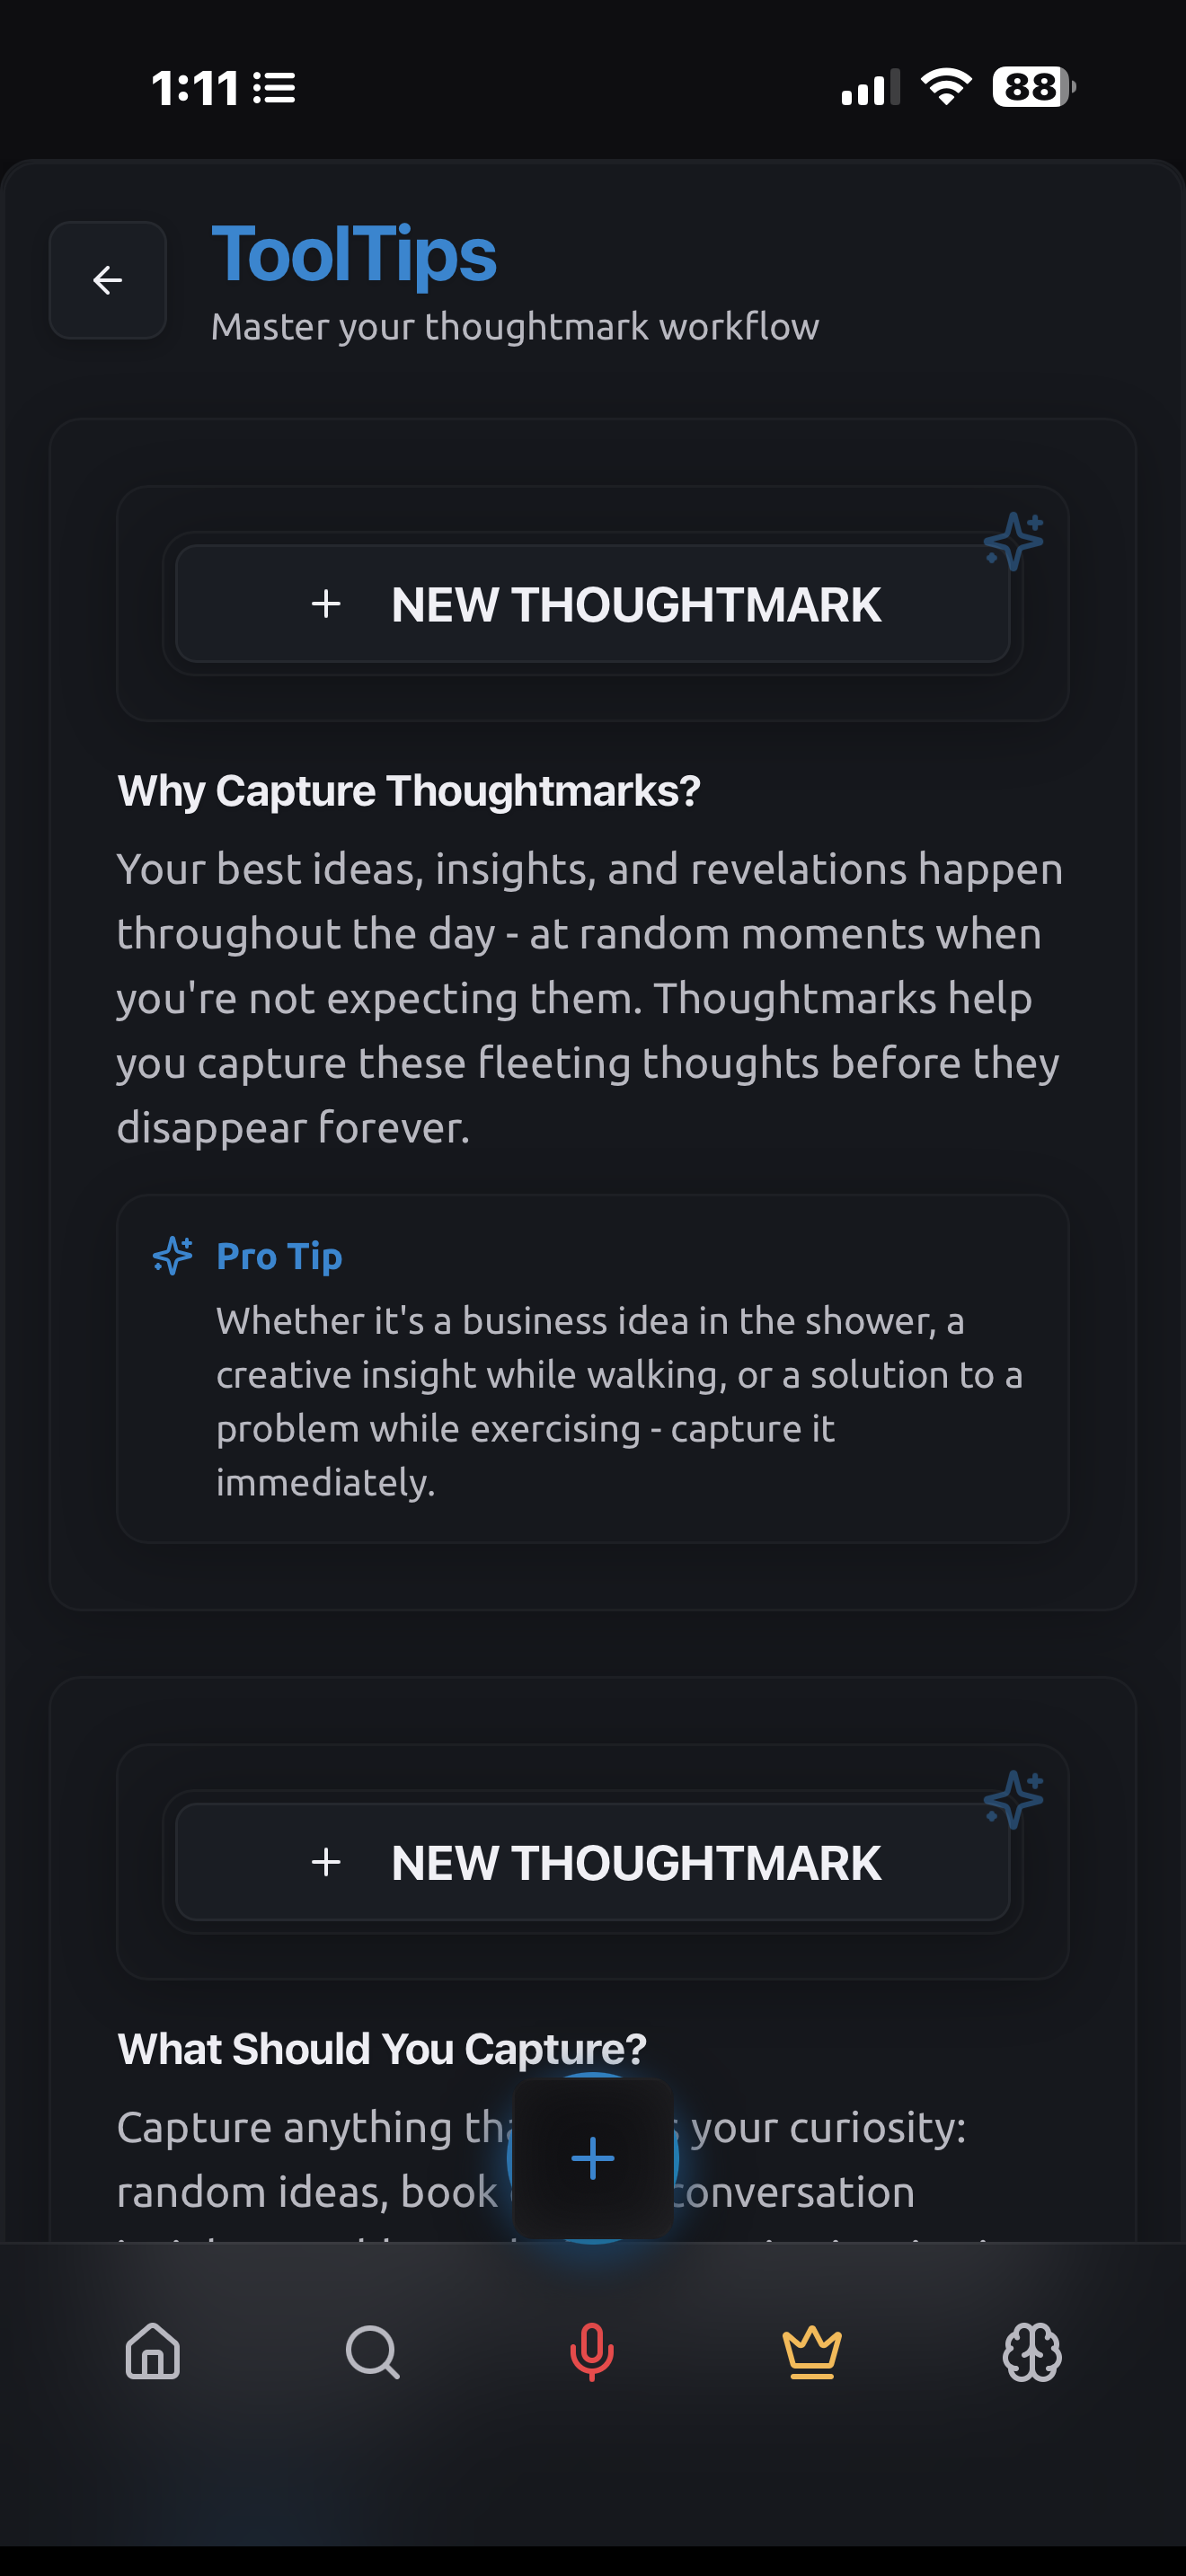 1:11
88
ToolTips
Master your thoughtmark workflow
NEW THOUGHTMARK
Why Capture Thoughtmarks?
Your best ideas, insights, and revelations happen
throughout the day - at random moments when
you're not expecting them. Thoughtmarks help
you capture these fleeting thoughts before they
disappear forever.
Pro Tip
Whether it's a business idea in the shower, a
creative insight while walking, or a solution to a
problem while exercising - capture it
immediately.
NEW THOUGHTMARK
What Should You Capture?
Capture anything your curiosity:
random ideas, book conversation